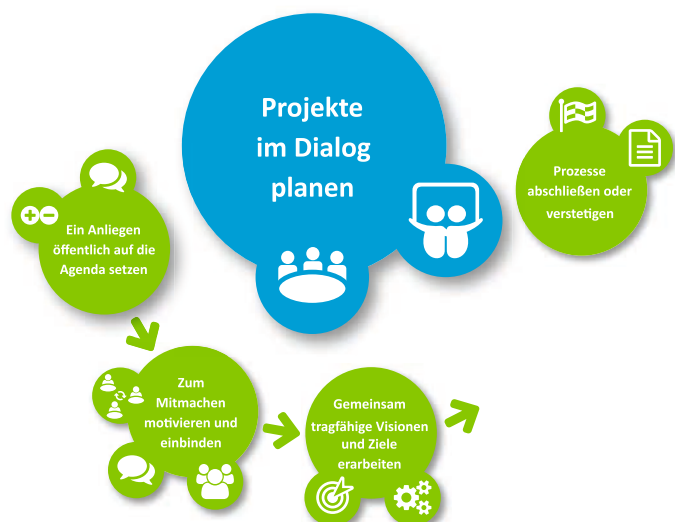 Projekte
im Dialog
planen
Ein Anliegen
öffentlich auf die
Agenda setzen
Zum
Mitmachen
motivieren und
einbinden
Gemeinsam
tragfähige Visionen
und Ziele
erarbeiten
Prozesse
abschließen oder
verstetigen